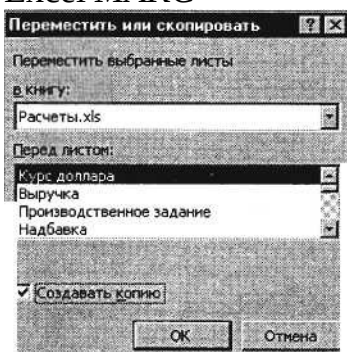 Переместить или скопировать
Переместить выбранные листы
в книгу:
Расчеты.xls
Перед листом:
Курс доллара
Выручка
Производственное задание
Надбавка
Создавать копию
ОК
Отмена